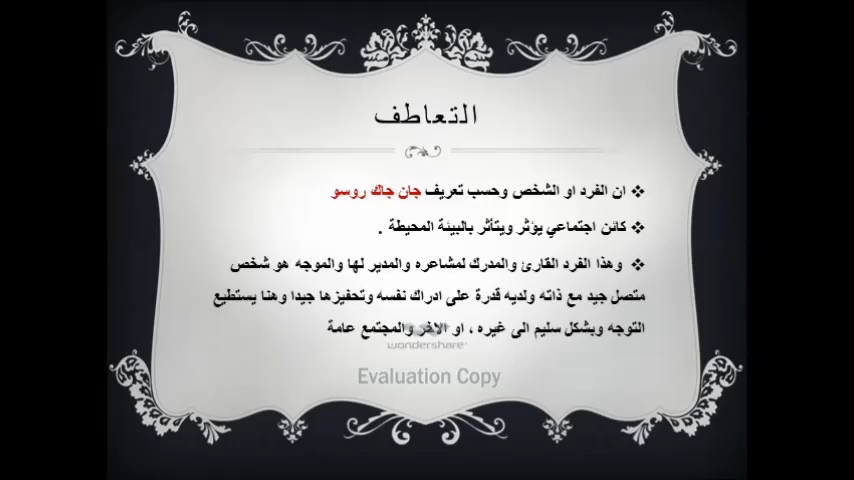 التعاطف
ان الفرد او الشخص وحسب تعريف جان جاك روسو
كائن اجتماعي يؤثر ويتأثر بالبيئة المحيطة .
وهذا الفرد القارئ والمدرك لمشاعره والمدير لها والموجه هو شخص
متصل جيد مع ذاته ولديه قدرة على ادراك نفسه وتحفيزها جيدا وهنا يستطيع
التوجه وبشكل سليم الى غيره ، او الاخر والمجتمع عامة
wondershare
Evaluation Copy